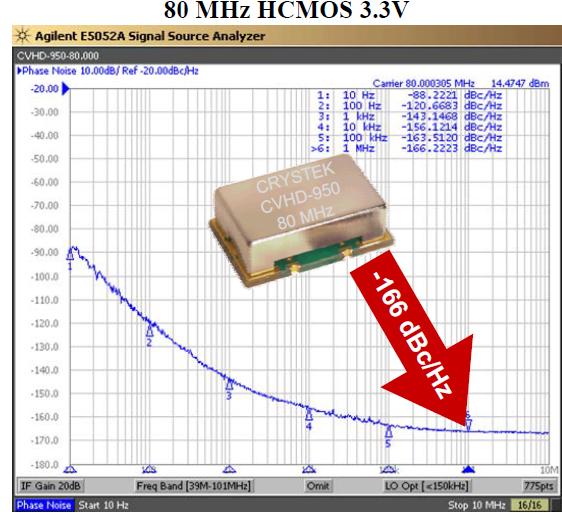 80 MHz HCMOS 3.3V
Agilent E5052A Signal Source Analyzer
CVHD-950-80.000
Phase Noise 10.00dB/ Ref -20.00dBc/Hz
Carrier 80.000305 MHz 14.4747 dBm
1: 10 Hz -88.2221 dBc/Hz
2: 100 Hz -120.6683 dBc/Hz
3: 1 kHz -143.1468 dBc/Hz
4: 10 kHz -156.1214 dBc/Hz
5: 100 kHz -163.5120 dBc/Hz
>6: 1 MHz -166.2223 dBc/Hz
-20.00
-30.00
-40.00
-50.00
-60.00
-70.00
-80.00
-90.00
-100.0
-110.0
-120.0
-130.0
-140.0
-150.0
-160.0
-170.0
-180.0
CRYSTEK
CVHD-950
80 MHz
-166 dBc/Hz
1
2
3
4
5
10M
IF Gain 20dB Freq Band [39M-101MHz] Omit LO Opt [<150kHz] 775pts
Phase Noise Start 10 Hz Stop 10 MHz 16/16